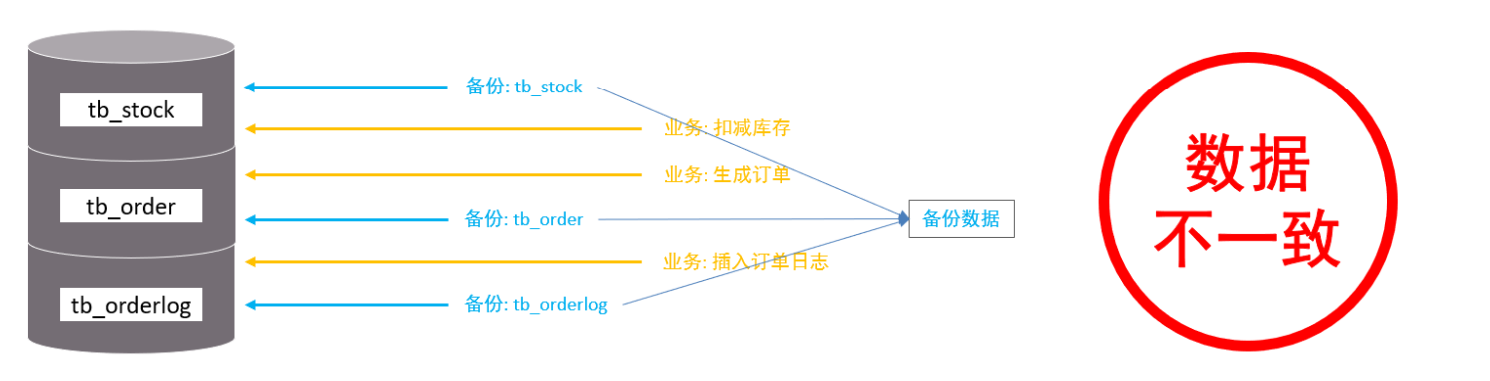 tb_stock
tb_order
tb_orderlog
备份: tb_stock
业务: 扣减库存
业务: 生成订单
备份: tb_order
业务: 插入订单日志
备份: tb_orderlog
备份数据
数据
不一致